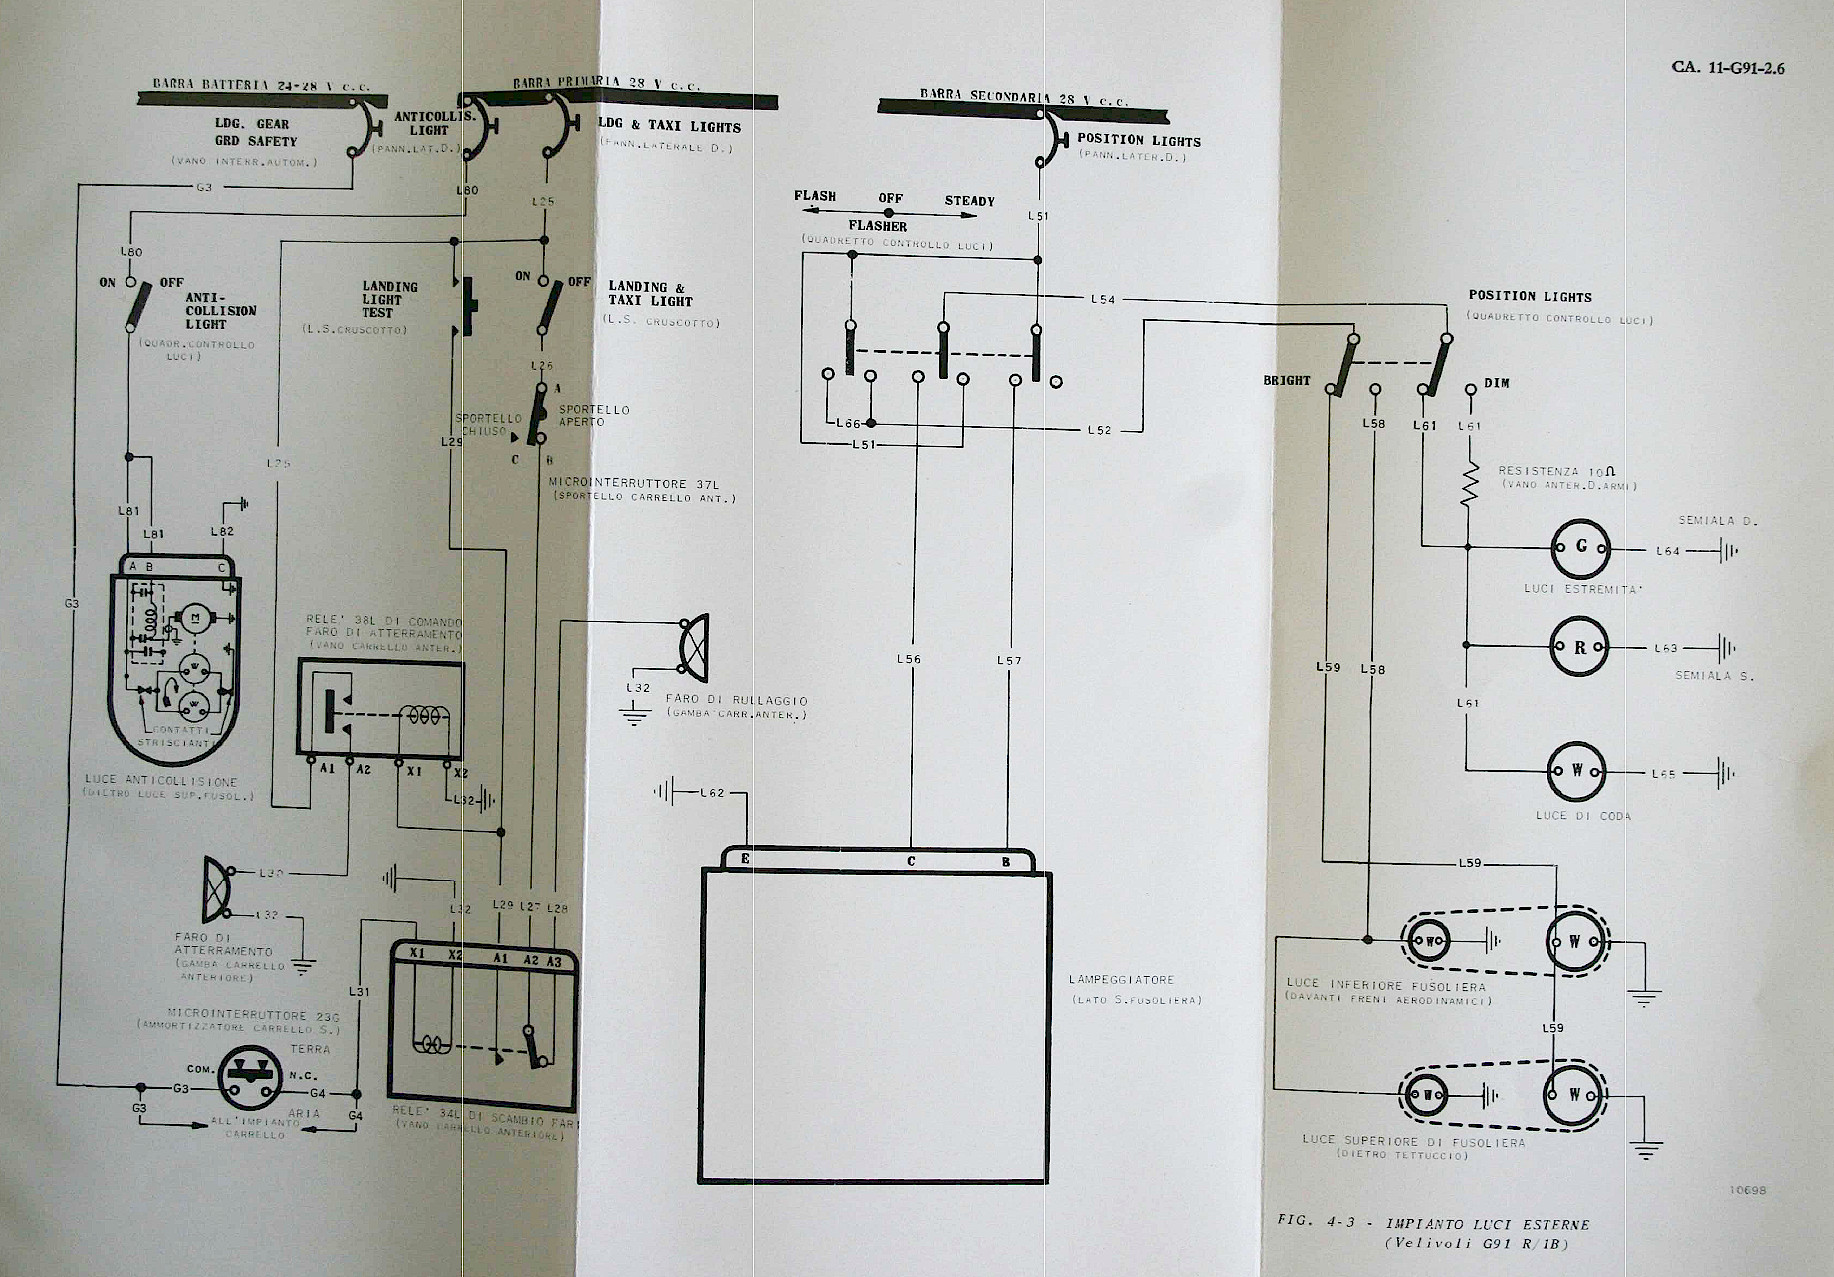 CA. 11-G91-2.6
BARRA BATTERIA 24-28 V c.c.
BARRA PRIMARIA 28 V c.c.
BARRA SECONDARIA 28 V c.c.
LDG. GEAR
GRD SAFETY
(VANO INTERR.AUTOM.)
ANTICOLLIS.
LIGHT
(PANN.LAT.D.)
LDG & TAXI LIGHTS
(PANN.LATERALE D.)
POSITION LIGHTS
(PANN.LATER.D.)
G3
L80
L25
L51
FLASH OFF STEADY
FLASHER
(QUADRETTO CONTROLLO LUCI)
L80
ON OFF
ANTI-
COLLISION
LIGHT
(QUADR.CONTROLLO
LUCI)
LANDING
LIGHT
TEST
(L.S.CRUSCOTTO)
ON OFF
LANDING &
TAXI LIGHT
(L.S. CRUSCOTTO)
L54
POSITION LIGHTS
(QUADRETTO CONTROLLO LUCI)
L26
A
SPORTELLO
CHIUSO
SPORTELLO
APERTO
C B
L29
L25
MICROINTERRUTTORE 37L
(SPORTELLO CARRELLO ANT.)
L66
L51
L52
BRIGHT
DIM
L58
L61
L61
RESISTENZA 10Ω
(VANO ANTER.D.ARMI)
L81
L81
L82
A B C
M
W
W
CONTATTI
STRISCIANTI
LUCE ANTICOLLISIONE
(DIETRO LUCE SUP.FUSOL.)
G3
RELE' 38L DI COMANDO
FARO DI ATTERRAMENTO
(VANO CARRELLO ANTER.)
A1 A2 X1 X2
L32
L32
FARO DI RULLAGGIO
(GAMBA CARR.ANTER.)
L56
L57
L59
L58
SEMIALA D.
G
L64
LUCI ESTREMITA'
R
L63
SEMIALA S.
L61
W
L65
LUCE DI CODA
L62
E C B
LAMPEGGIATORE
(LATO S.FUSOLIERA)
L30
L32
FARO DI
ATTERRAMENTO
(GAMBA CARRELLO
ANTERIORE)
L32
L29
L27
L28
X1 X2 A1 A2 A3
L31
RELE' 34L DI SCAMBIO FARI
(VANO CARRELLO ANTERIORE)
MICROINTERRUTTORE 23G
(AMMORTIZZATORE CARRELLO S.)
TERRA
COM.
N.C.
G3
G4
G3
ARIA
G4
ALL'IMPIANTO
CARRELLO
L59
W
W
LUCE INFERIORE FUSOLIERA
(DAVANTI FRENI AERODINAMICI)
L59
W
W
LUCE SUPERIORE DI FUSOLIERA
(DIETRO TETTUCCIO)
10698
FIG. 4-3 - IMPIANTO LUCI ESTERNE
(Velivoli G91 R/1B)